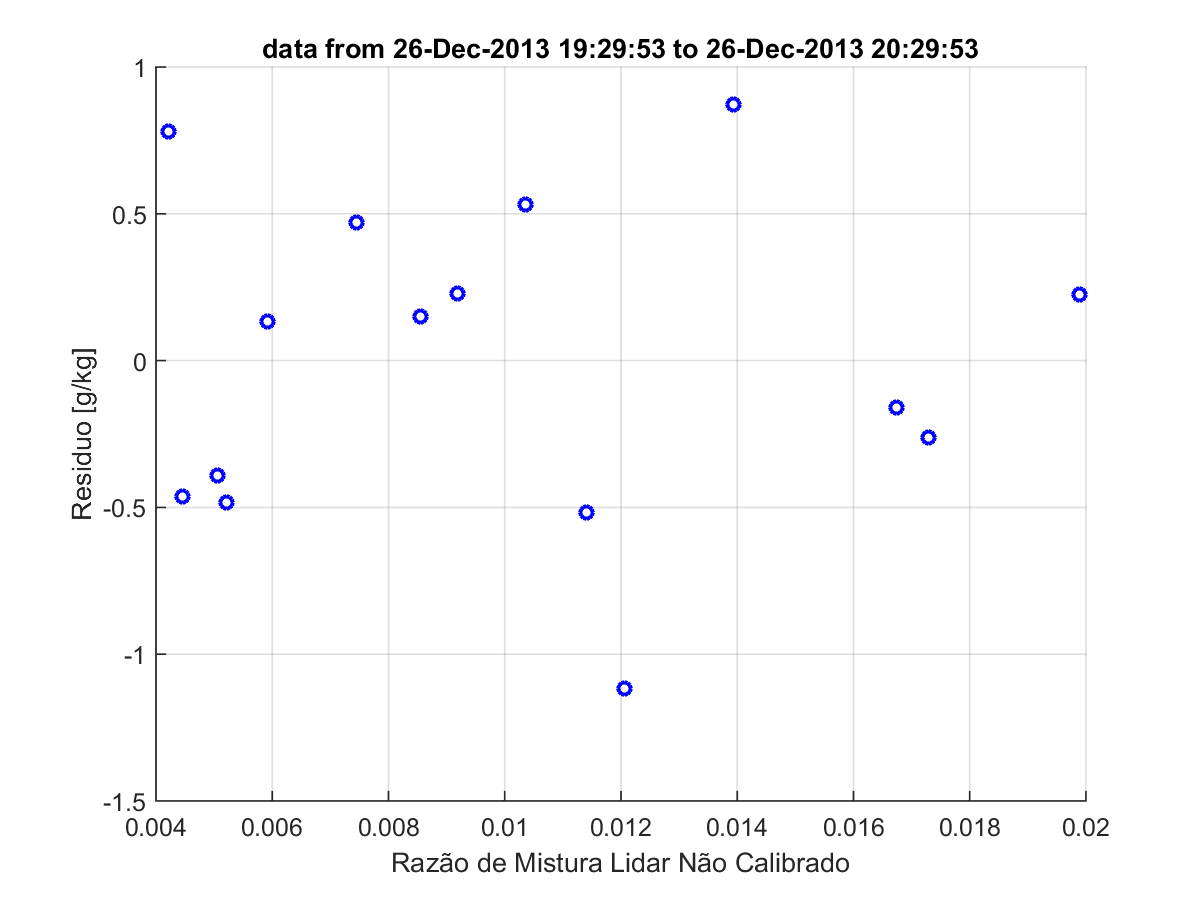 data from 26-Dec-2013 19:29:53 to 26-Dec-2013 20:29:53
1
0.5
0
-0.5
-1
-1.5
Residuo [g/kg]
0.004 0.006 0.008 0.01 0.012 0.014 0.016 0.018 0.02
Razão de Mistura Lidar Não Calibrado